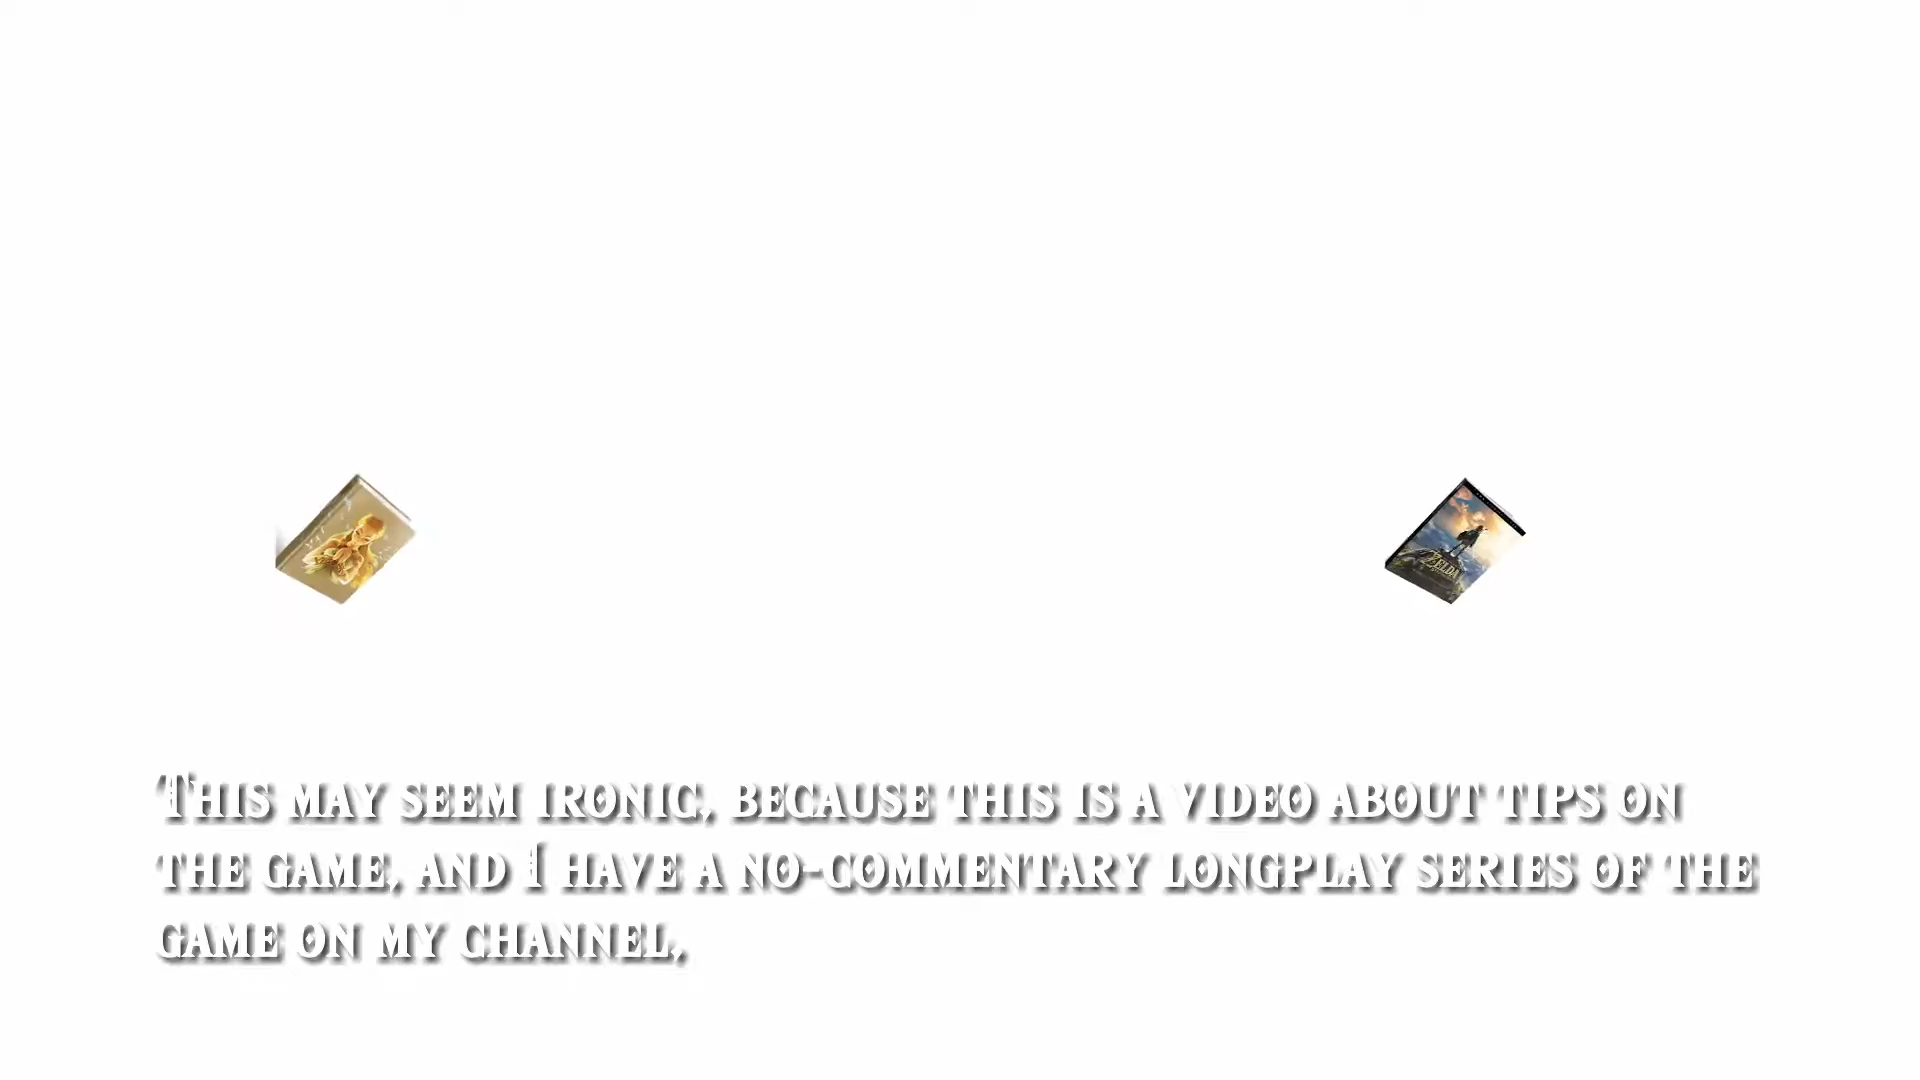 ZELDA
This may seem ironic, because this is a video about tips on
the game, and I have a no-commentary longplay series of the
game on my channel,